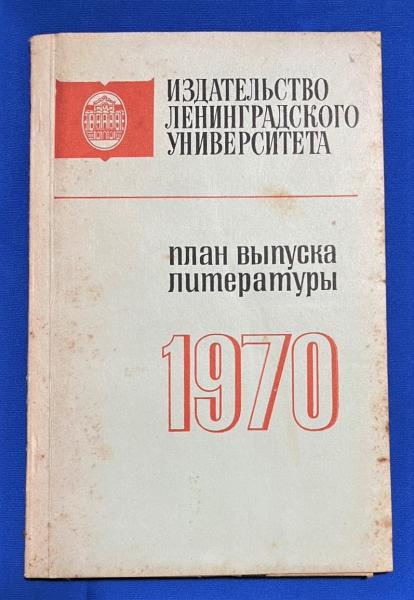 ИЗДАТЕЛЬСТВО
ЛЕНИНГРАДСКОГО
УНИВЕРСИТЕТА
план выпуска
литературы
1970